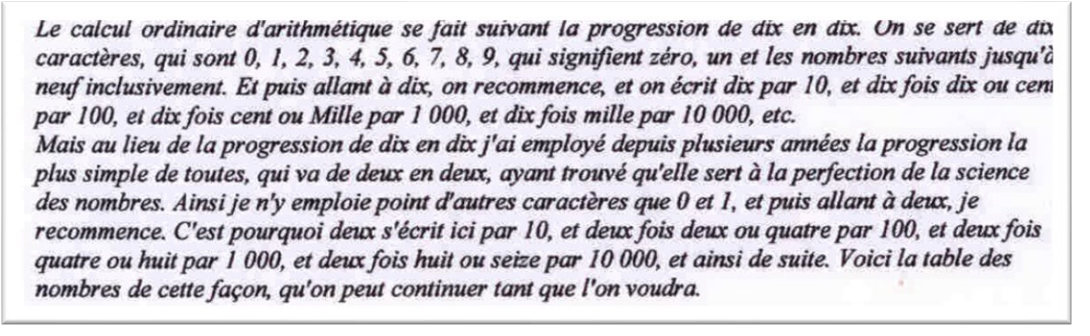 Le calcul ordinaire d'arithmétique se fait suivant la progression de dix en dix. On se sert de dix
caractères, qui sont 0, 1, 2, 3, 4, 5, 6, 7, 8, 9, qui signifient zéro, un et les nombres suivants jusqu'à
neuf inclusivement. Et puis allant à dix, on recommence, et on écrit dix par 10, et dix fois dix ou cent
par 100, et dix fois cent ou Mille par 1 000, et dix fois mille par 10 000, etc.
Mais au lieu de la progression de dix en dix j'ai employé depuis plusieurs années la progression la
plus simple de toutes, qui va de deux en deux, ayant trouvé qu'elle sert à la perfection de la science
des nombres. Ainsi je n'y emploie point d'autres caractères que 0 et 1, et puis allant à deux, je
recommence. C'est pourquoi deux s'écrit ici par 10, et deux fois deux ou quatre par 100, et deux fois
quatre ou huit par 1 000, et deux fois huit ou seize par 10 000, et ainsi de suite. Voici la table des
nombres de cette façon, qu'on peut continuer tant que l'on voudra.